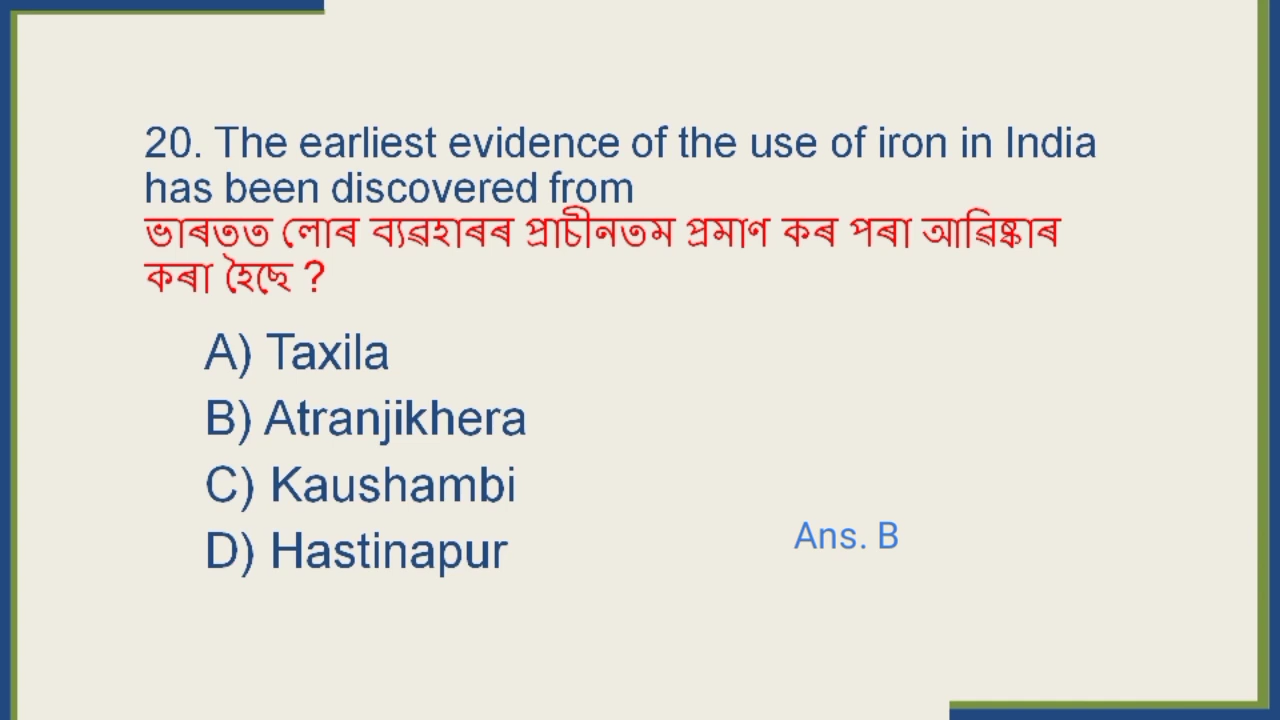 20. The earliest evidence of the use of iron in India
has been discovered from
ভাৰতত লোৰ ব্যৱহাৰৰ প্ৰাচীনতম প্ৰমাণ কৰ পৰা আৱিষ্কাৰ
কৰা হৈছে ?
A) Taxila
B) Atranjikhera
C) Kaushambi
D) Hastinapur
Ans. B